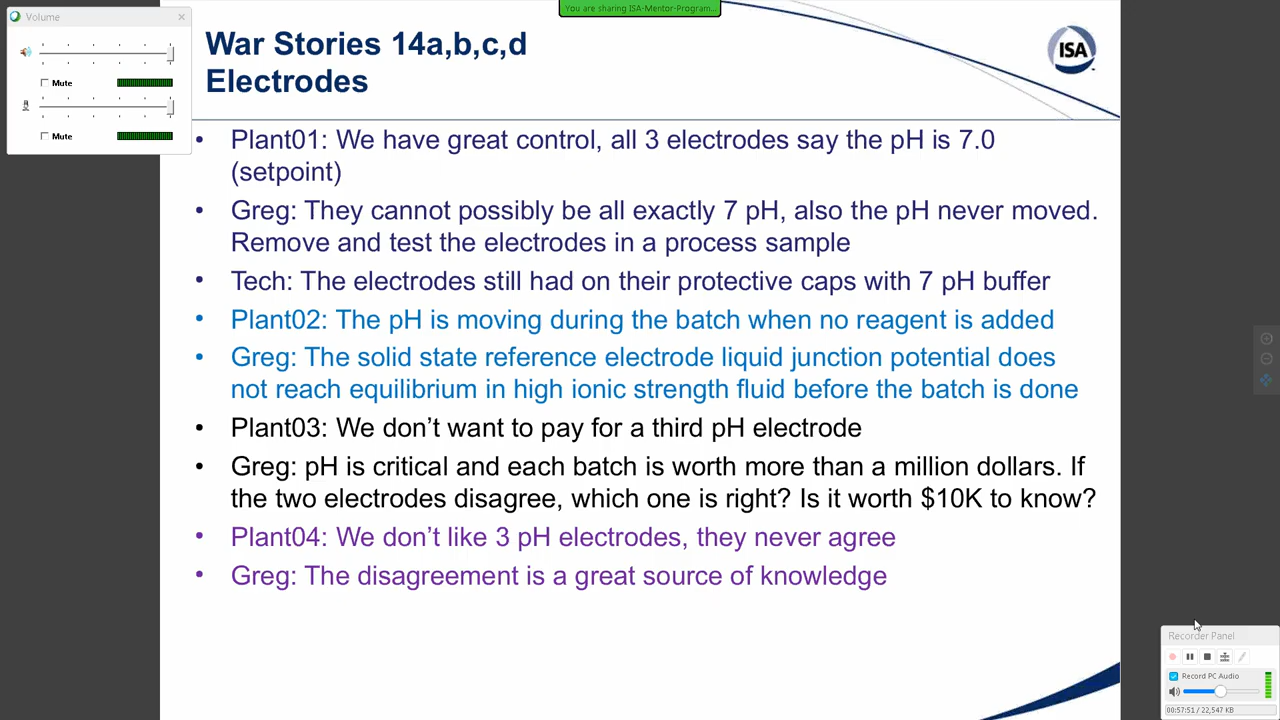 Volume
You are sharing ISA-Mentor-Program...
Mute
Mute
War Stories 14a,b,c,d
Electrodes
ISA
• Plant01: We have great control, all 3 electrodes say the pH is 7.0
(setpoint)
• Greg: They cannot possibly be all exactly 7 pH, also the pH never moved.
Remove and test the electrodes in a process sample
• Tech: The electrodes still had on their protective caps with 7 pH buffer
• Plant02: The pH is moving during the batch when no reagent is added
• Greg: The solid state reference electrode liquid junction potential does
not reach equilibrium in high ionic strength fluid before the batch is done
• Plant03: We don’t want to pay for a third pH electrode
• Greg: pH is critical and each batch is worth more than a million dollars. If
the two electrodes disagree, which one is right? Is it worth $10K to know?
• Plant04: We don’t like 3 pH electrodes, they never agree
• Greg: The disagreement is a great source of knowledge
Recorder Panel
Record PC Audio
00:57:51 / 22,547 KB